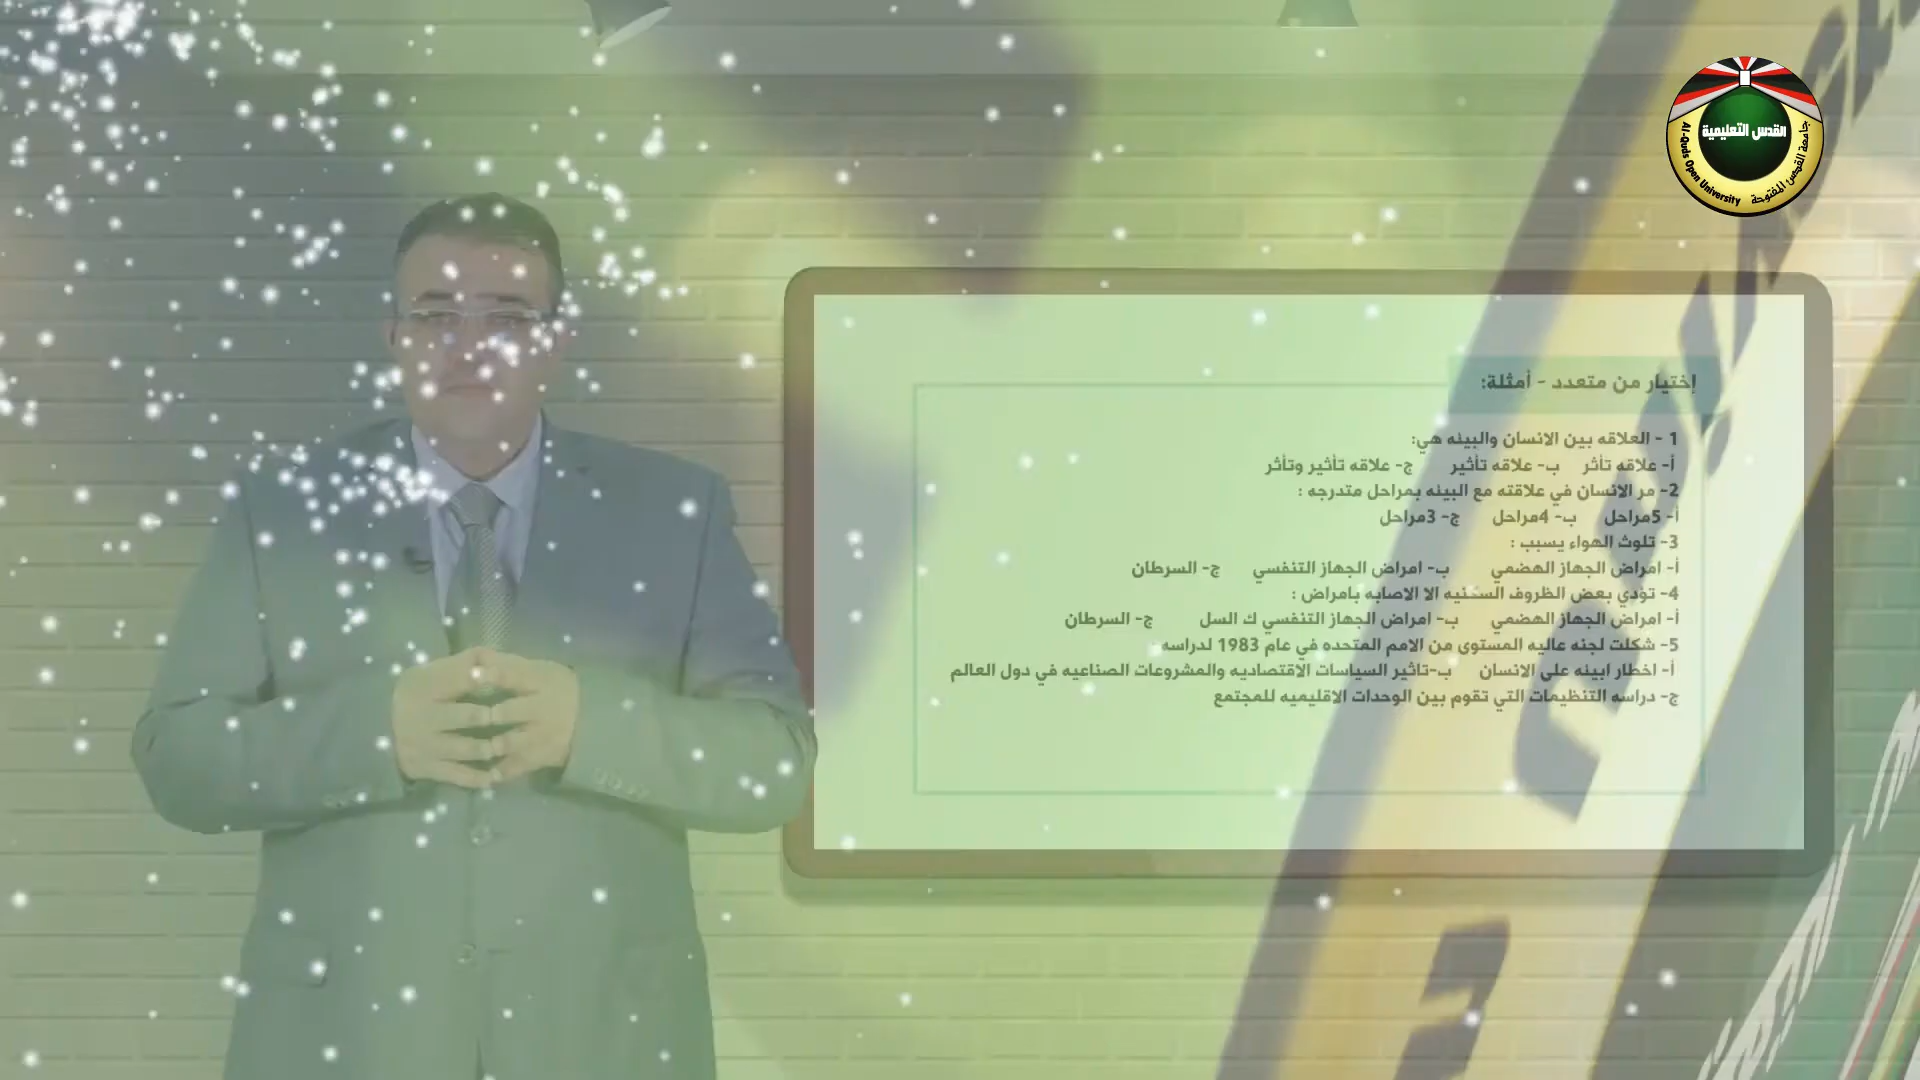 القدس التعليمية
جامعة القدس المفتوحة
Al-Quds Open University
إختيار من متعدد - أمثلة:
1 - العلاقه بين الانسان والبيئه هي:
أ- علاقه تأثر ب- علاقه تأثير ج- علاقه تأثير وتأثر
2- مر الانسان في علاقته مع البيئه بمراحل متدرجه :
أ- 5مراحل ب- 4مراحل ج- 3مراحل
3- تلوث الهواء يسبب :
أ- امراض الجهاز الهضمي ب- امراض الجهاز التنفسي ج- السرطان
4- تؤدي بعض الظروف السكنيه الا الاصابه بامراض :
أ- امراض الجهاز الهضمي ب- امراض الجهاز التنفسي ك السل ج- السرطان
5- شكلت لجنه عاليه المستوى من الامم المتحده في عام 1983 لدراسه
أ- اخطار ابيئه على الانسان ب-تاثير السياسات الاقتصاديه والمشروعات الصناعيه في دول العالم
ج- دراسه التنظيمات التي تقوم بين الوحدات الاقليميه للمجتمع